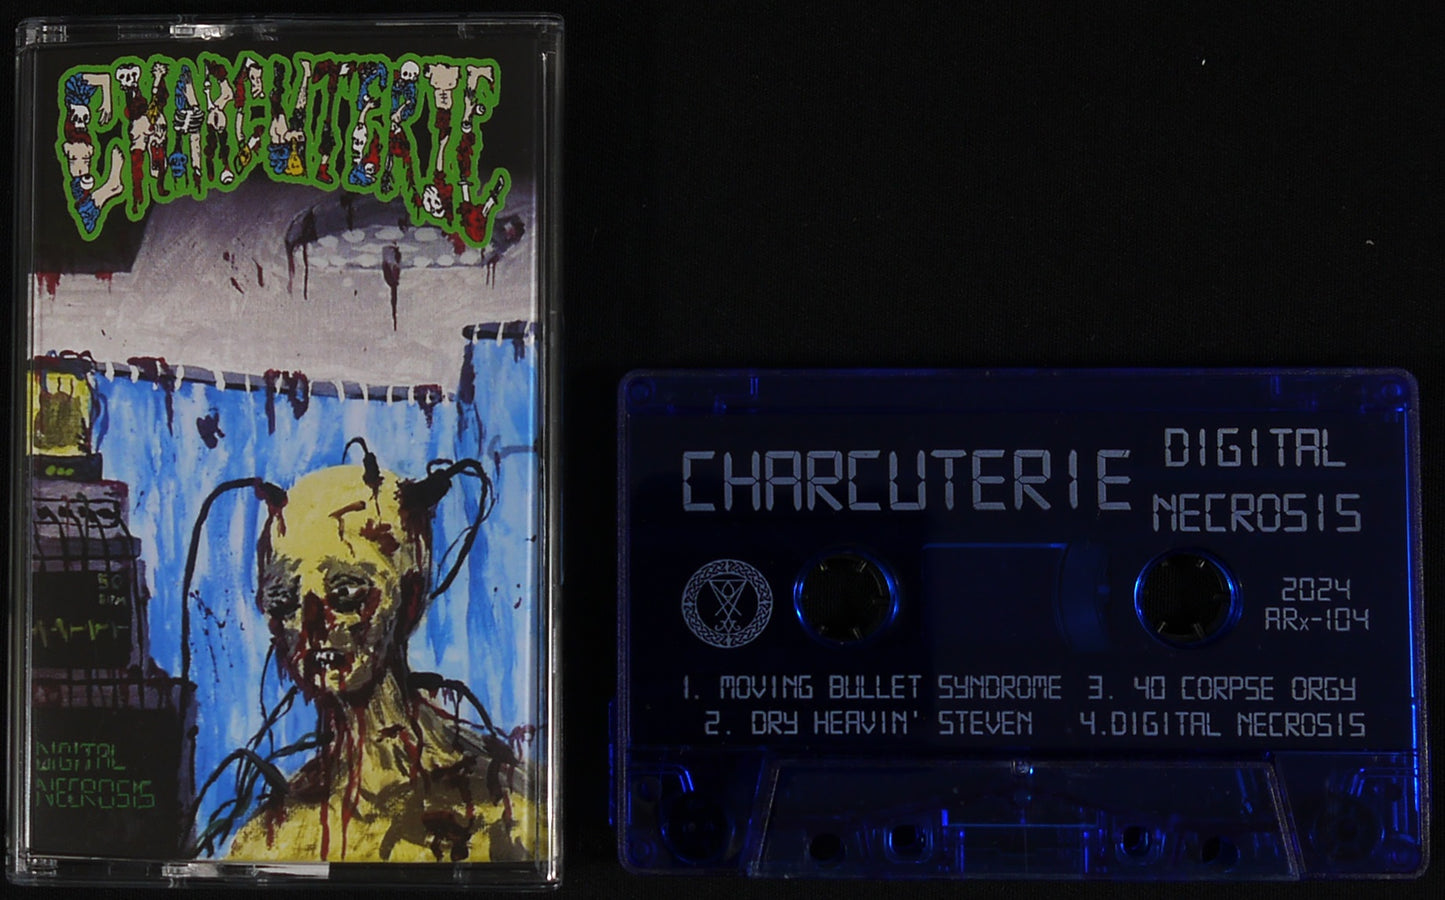 CHARCUTERIE
50
BPM
DIGITAL
NECROSIS
CHARCUTERIE
DIGITAL
NECROSIS
2024
ARx-104
1. MOVING BULLET SYNDROME
2. DRY HEAVIN' STEVEN
3. 40 CORPSE ORGY
4.DIGITAL NECROSIS